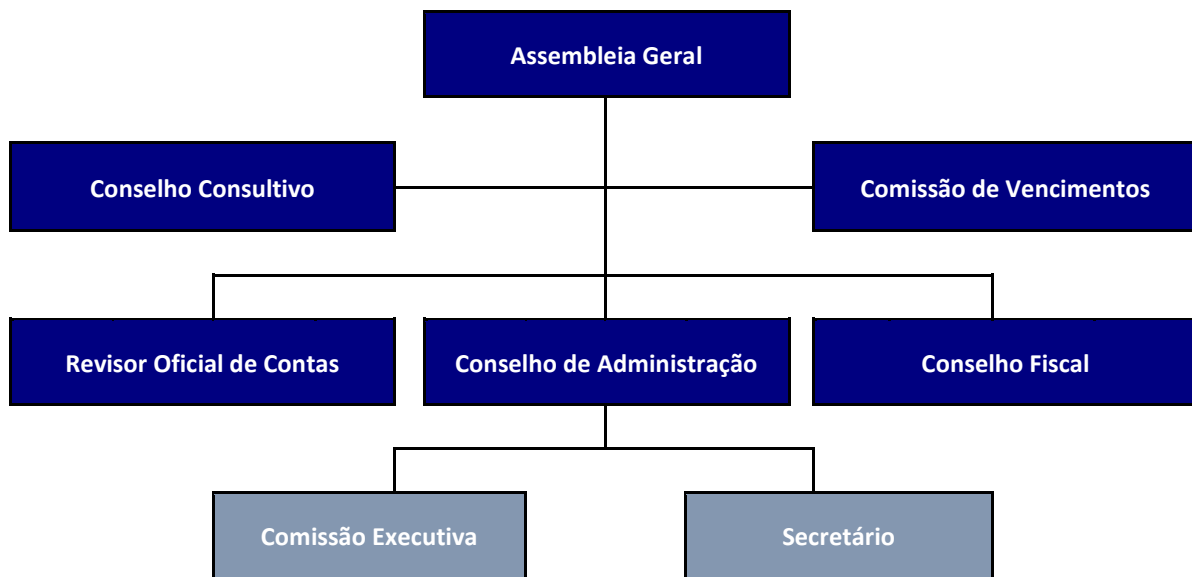 Assembleia Geral
Conselho Consultivo
Comissão de Vencimentos
Revisor Oficial de Contas
Conselho de Administração
Conselho Fiscal
Comissão Executiva
Secretário